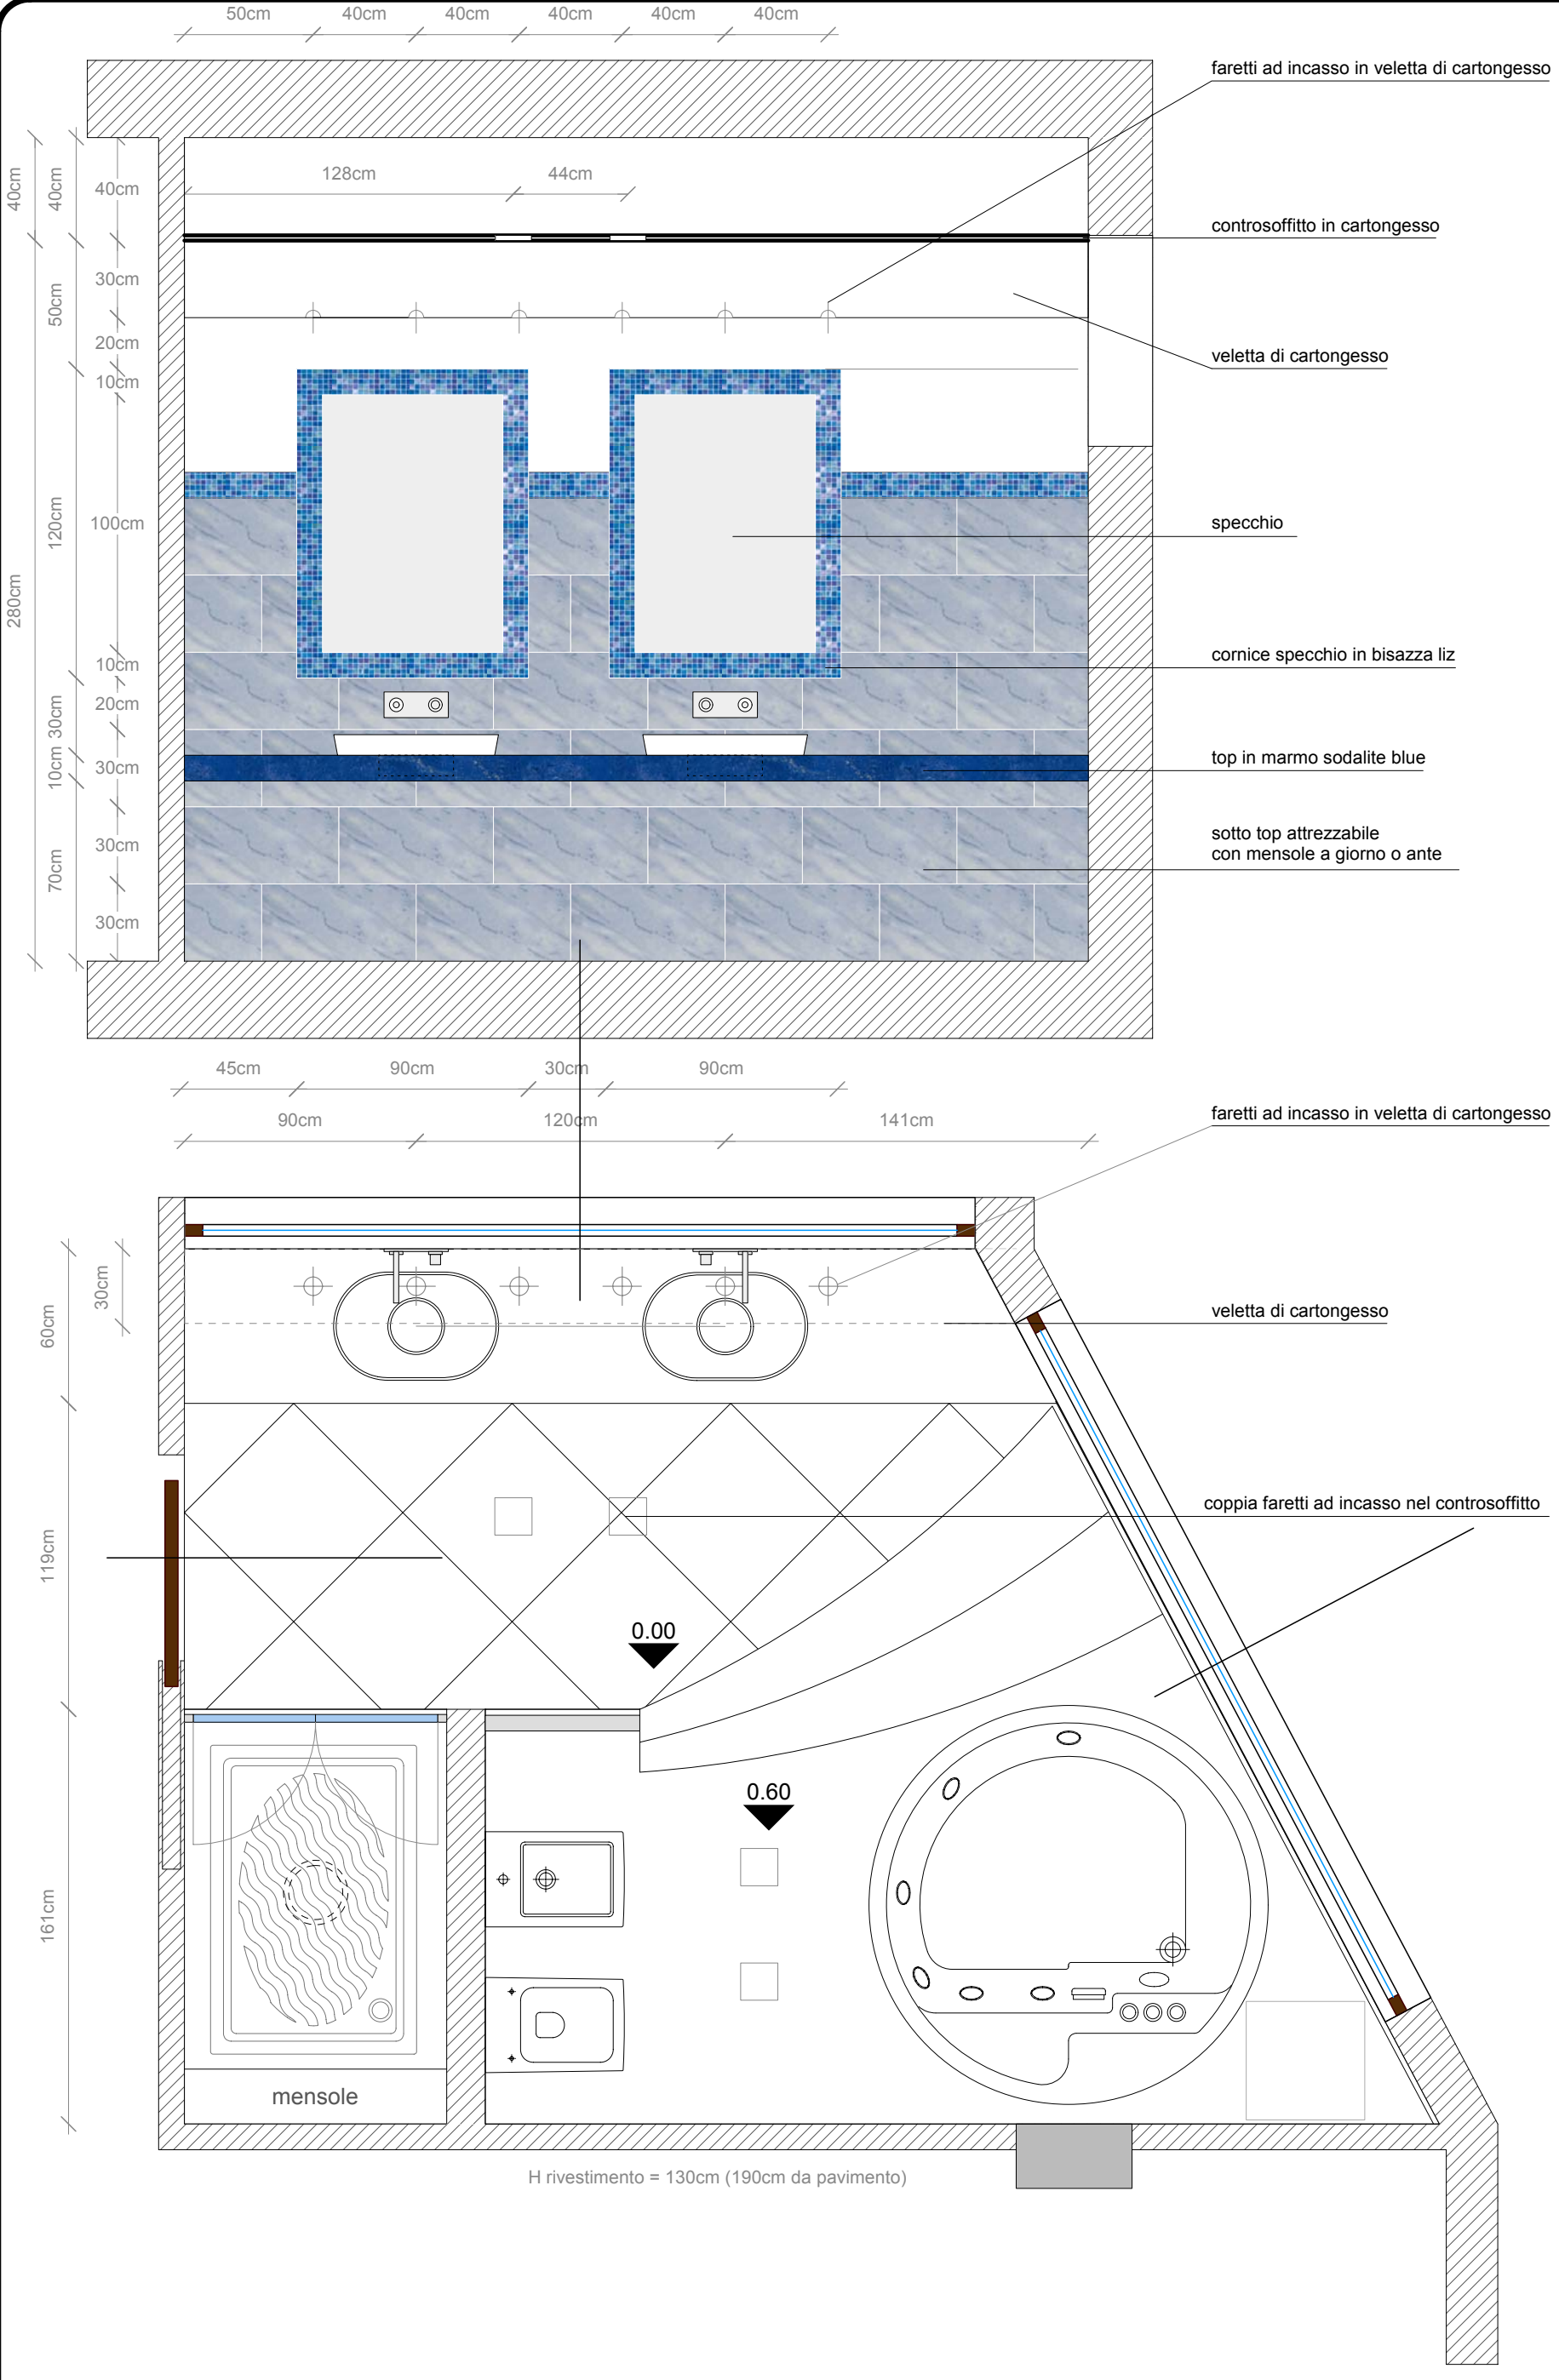 50cm 40cm 40cm 40cm 40cm 40cm
faretti ad incasso in veletta di cartongesso
128cm 44cm
40cm 40cm 40cm
controsoffitto in cartongesso
30cm
50cm
20cm
veletta di cartongesso
10cm
120cm 100cm
specchio
280cm
10cm
cornice specchio in bisazza liz
30cm 20cm
10cm 30cm
top in marmo sodalite blue
sotto top attrezzabile
con mensole a giorno o ante
70cm 30cm
30cm
45cm 90cm 30cm 90cm
90cm 120cm 141cm
faretti ad incasso in veletta di cartongesso
30cm
60cm
veletta di cartongesso
coppia faretti ad incasso nel controsoffitto
119cm
0.00
0.60
161cm
mensole
H rivestimento = 130cm (190cm da pavimento)